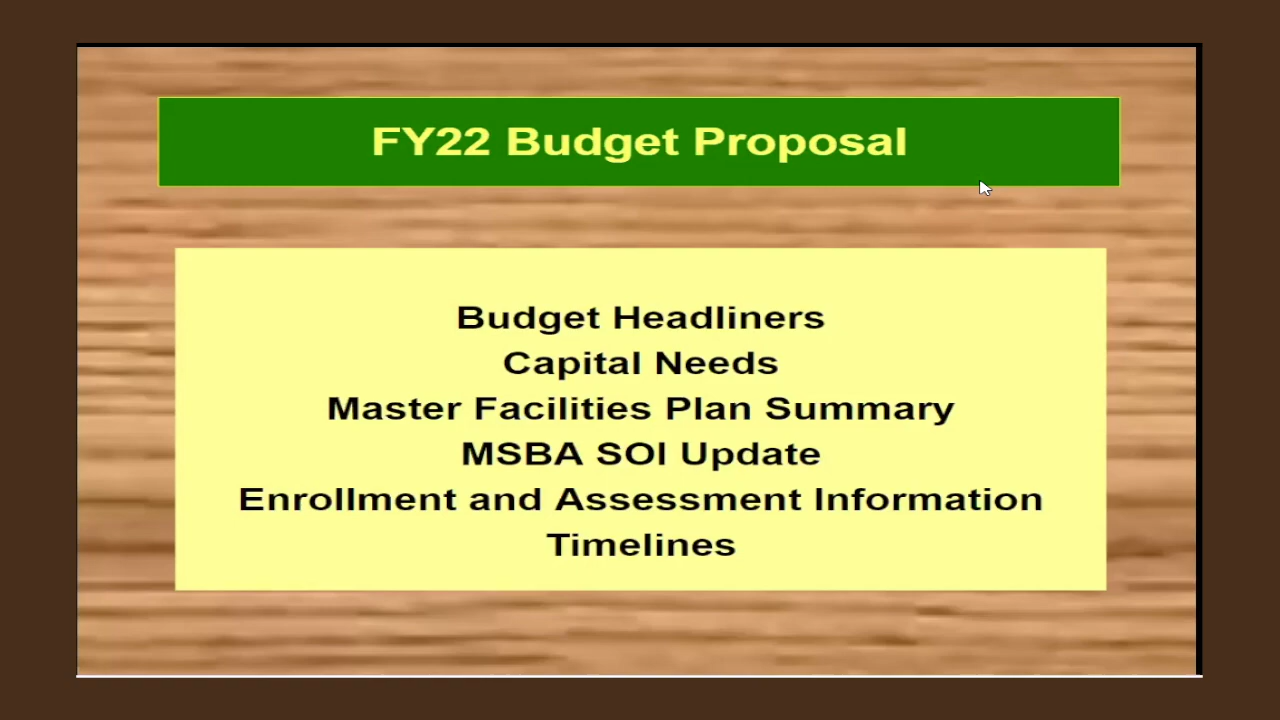 FY22 Budget Proposal
Budget Headliners
Capital Needs
Master Facilities Plan Summary
MSBA SOI Update
Enrollment and Assessment Information
Timelines